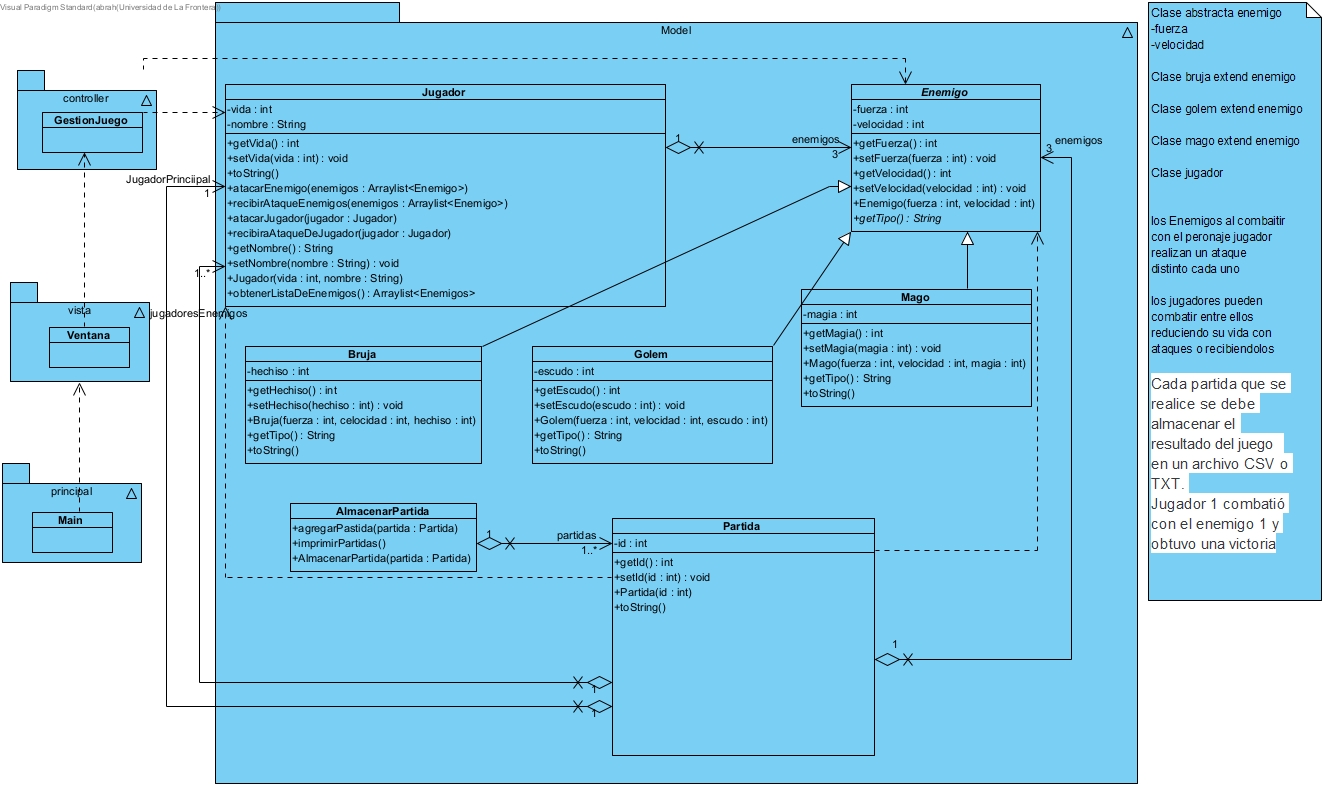 Visual Paradigm Standard(abrah(Universidad de La Frontera))
Model
controller
GestionJuego
vista
Ventana
principal
Main
Jugador
-vida : int
-nombre : String
+getVida() : int
+setVida(vida : int) : void
+toString()
+atacarEnemigo(enemigos : Arraylist<Enemigo>)
+recibirAtaqueEnemigos(enemigos : Arraylist<Enemigo>)
+atacarJugador(jugador : Jugador)
+recibiraAtaqueDeJugador(jugador : Jugador)
+getNombre() : String
+setNombre(nombre : String) : void
+Jugador(vida : int, nombre : String)
+obtenerListaDeEnemigos() : Arraylist<Enemigos>
JugadorPrinciipal
1
1..*
jugadoresEnemigos
1
enemigos
3
Enemigo
-fuerza : int
-velocidad : int
+getFuerza() : int
+setFuerza(fuerza : int) : void
+getVelocidad() : int
+setVelocidad(velocidad : int) : void
+Enemigo(fuerza : int, velocidad : int)
+getTipo() : String
enemigos
3
Bruja
-hechiso : int
+getHechiso() : int
+setHechiso(hechiso : int) : void
+Bruja(fuerza : int, celocidad : int, hechiso : int)
+getTipo() : String
+toString()
Golem
-escudo : int
+getEscudo() : int
+setEscudo(escudo : int) : void
+Golem(fuerza : int, velocidad : int, escudo : int)
+getTipo() : String
+toString()
Mago
-magia : int
+getMagia() : int
+setMagia(magia : int) : void
+Mago(fuerza : int, velocidad : int, magia : int)
+getTipo() : String
+toString()
AlmacenarPartida
+agregarPastida(partida : Partida)
+imprimirPartidas()
+AlmacenarPartida(partida : Partida)
1
partidas
1..*
Partida
-id : int
+getId() : int
+setId(id : int) : void
+Partida(id : int)
+toString()
1
1
1
Clase abstracta enemigo
-fuerza
-velocidad
Clase bruja extend enemigo
Clase golem extend enemigo
Clase mago extend enemigo
Clase jugador
los Enemigos al combaitir
con el peronaje jugador
realizan un ataque
distinto cada uno
los jugadores pueden
combatir entre ellos
reduciendo su vida con
ataques o recibiendolos
Cada partida que se
realice se debe
almacenar el
resultado del juego
en un archivo CSV o
TXT.
Jugador 1 combatió
con el enemigo 1 y
obtuvo una victoria